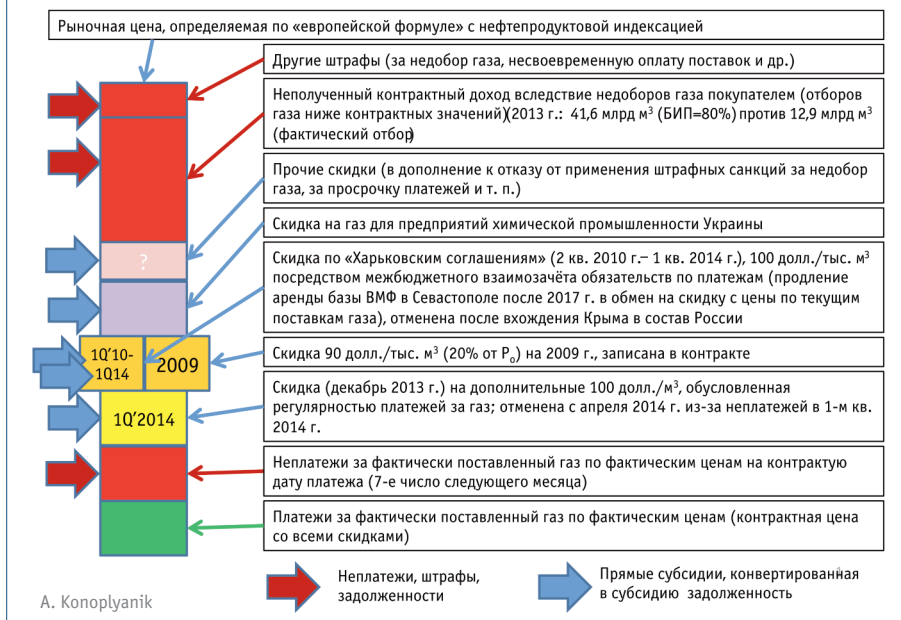 Рыночная цена, определяемая по «европейской формуле» с нефтепродуктовой индексацией
Другие штрафы (за недобор газа, несвоевременную оплату поставок и др.)
Неполученный контрактный доход вследствие недоборов газа покупателем (отборов
газа ниже контрактных значений)(2013 г.: 41,6 млрд м³ (БИП=80%) против 12,9 млрд м³
(фактический отбор)
Прочие скидки (в дополнение к отказу от применения штрафных санкций за недобор
газа, за просрочку платежей и т. п.)
?
Скидка на газ для предприятий химической промышленности Украины
Скидка по «Харьковским соглашениям» (2 кв. 2010 г.– 1 кв. 2014 г.), 100 долл./тыс. м³
посредством межбюджетного взаимозачёта обязательств по платежам (продление
аренды базы ВМФ в Севастополе после 2017 г. в обмен на скидку с цены по текущим
поставкам газа), отменена после вхождения Крыма в состав России
1Q'10-
1Q14
2009
Скидка 90 долл./тыс. м³ (20% от Pₒ) на 2009 г., записана в контракте
1Q'2014
Скидка (декабрь 2013 г.) на дополнительные 100 долл./м³, обусловленная
регулярностью платежей за газ; отменена с апреля 2014 г. из-за неплатежей в 1-м кв.
2014 г.
Неплатежи за фактически поставленный газ по фактическим ценам на контрактую
дату платежа (7-е число следующего месяца)
Платежи за фактически поставленный газ по фактическим ценам (контрактная цена
со всеми скидками)
Неплатежи, штрафы,
задолженности
Прямые субсидии, конвертированная
в субсидию задолженность
A. Konoplyanik